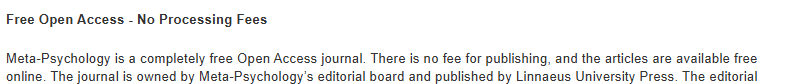 Free Open Access - No Processing Fees
Meta-Psychology is a completely free Open Access journal. There is no fee for publishing, and the articles are available free
online. The journal is owned by Meta-Psychology's editorial board and published by Linnaeus University Press. The editorial